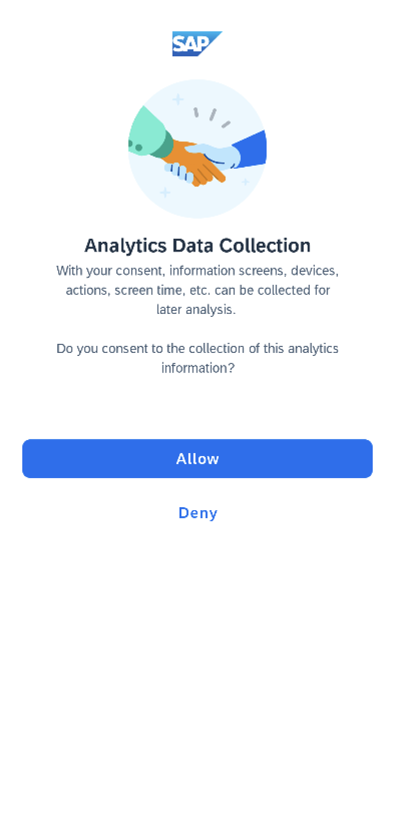 SAP
Analytics Data Collection
With your consent, information screens, devices,
actions, screen time, etc. can be collected for
later analysis.
Do you consent to the collection of this analytics
information?
Allow
Deny